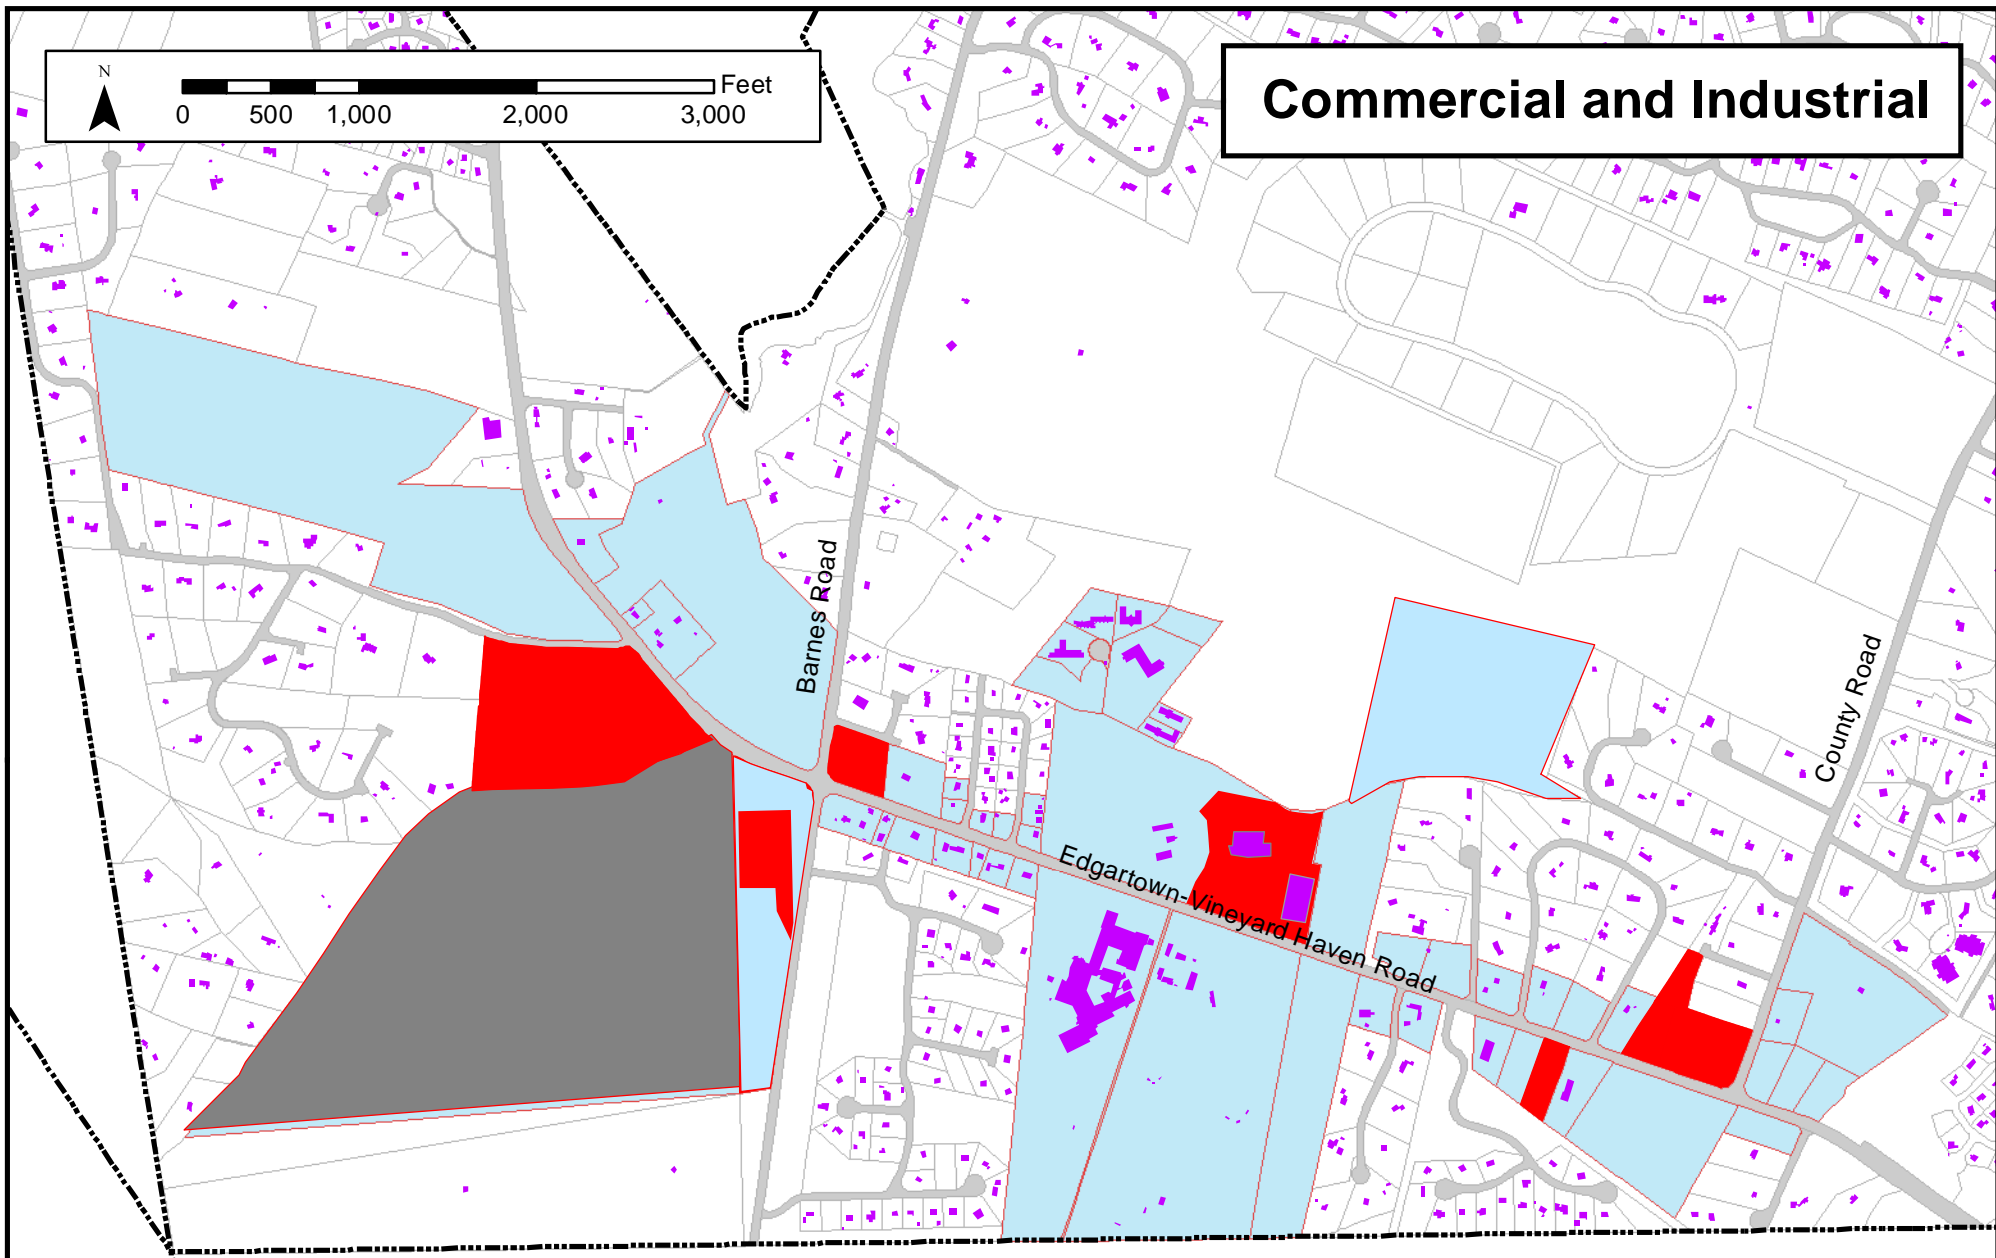 N
Feet
0 500 1,000 2,000 3,000
Commercial and Industrial
Barnes Road
County Road
Edgartown-Vineyard Haven Road